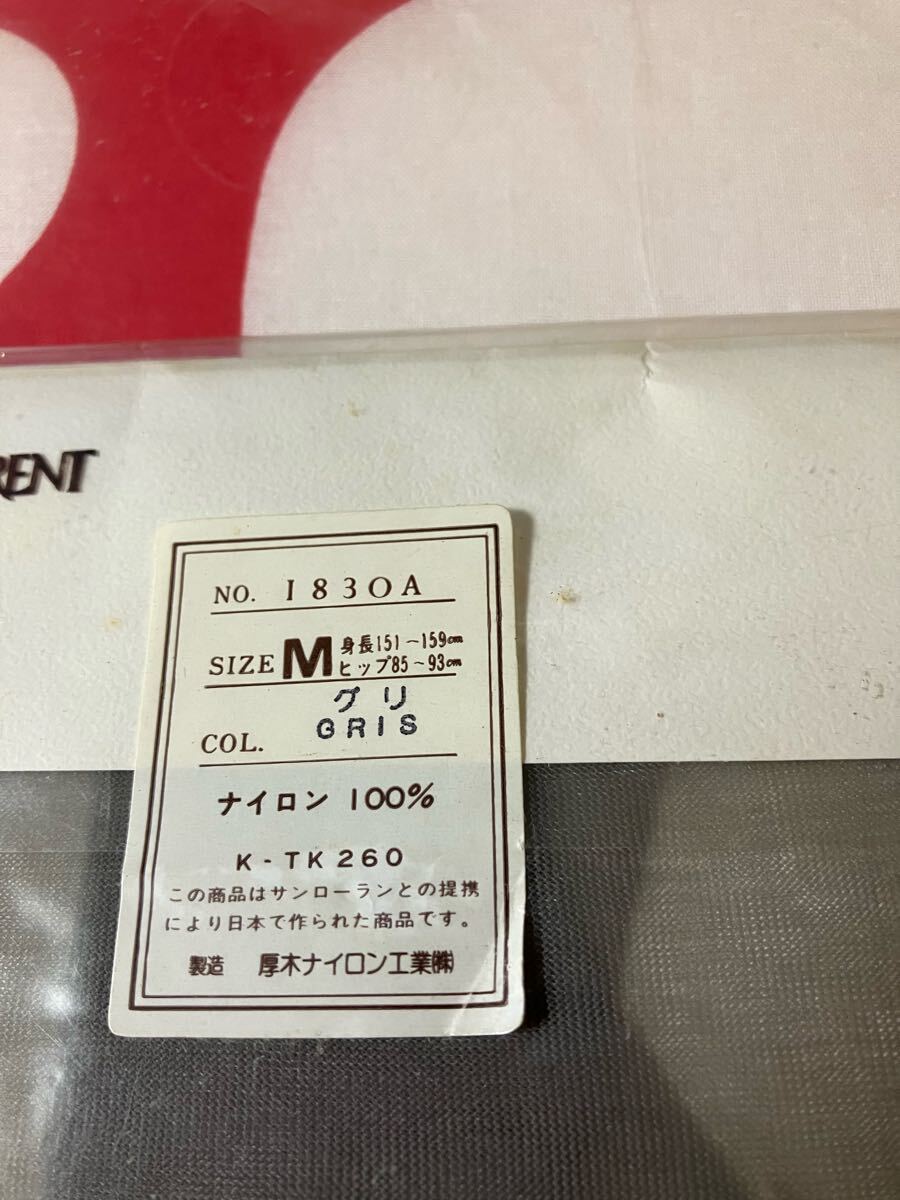 RENT
NO. 1830A
SIZE M 身長151~159cm
ヒップ85~93cm
グリ
COL. GRIS
ナイロン 100%
K-TK260
この商品はサンローランとの提携
により日本で作られた商品です。
製造 厚木ナイロン工業㈱